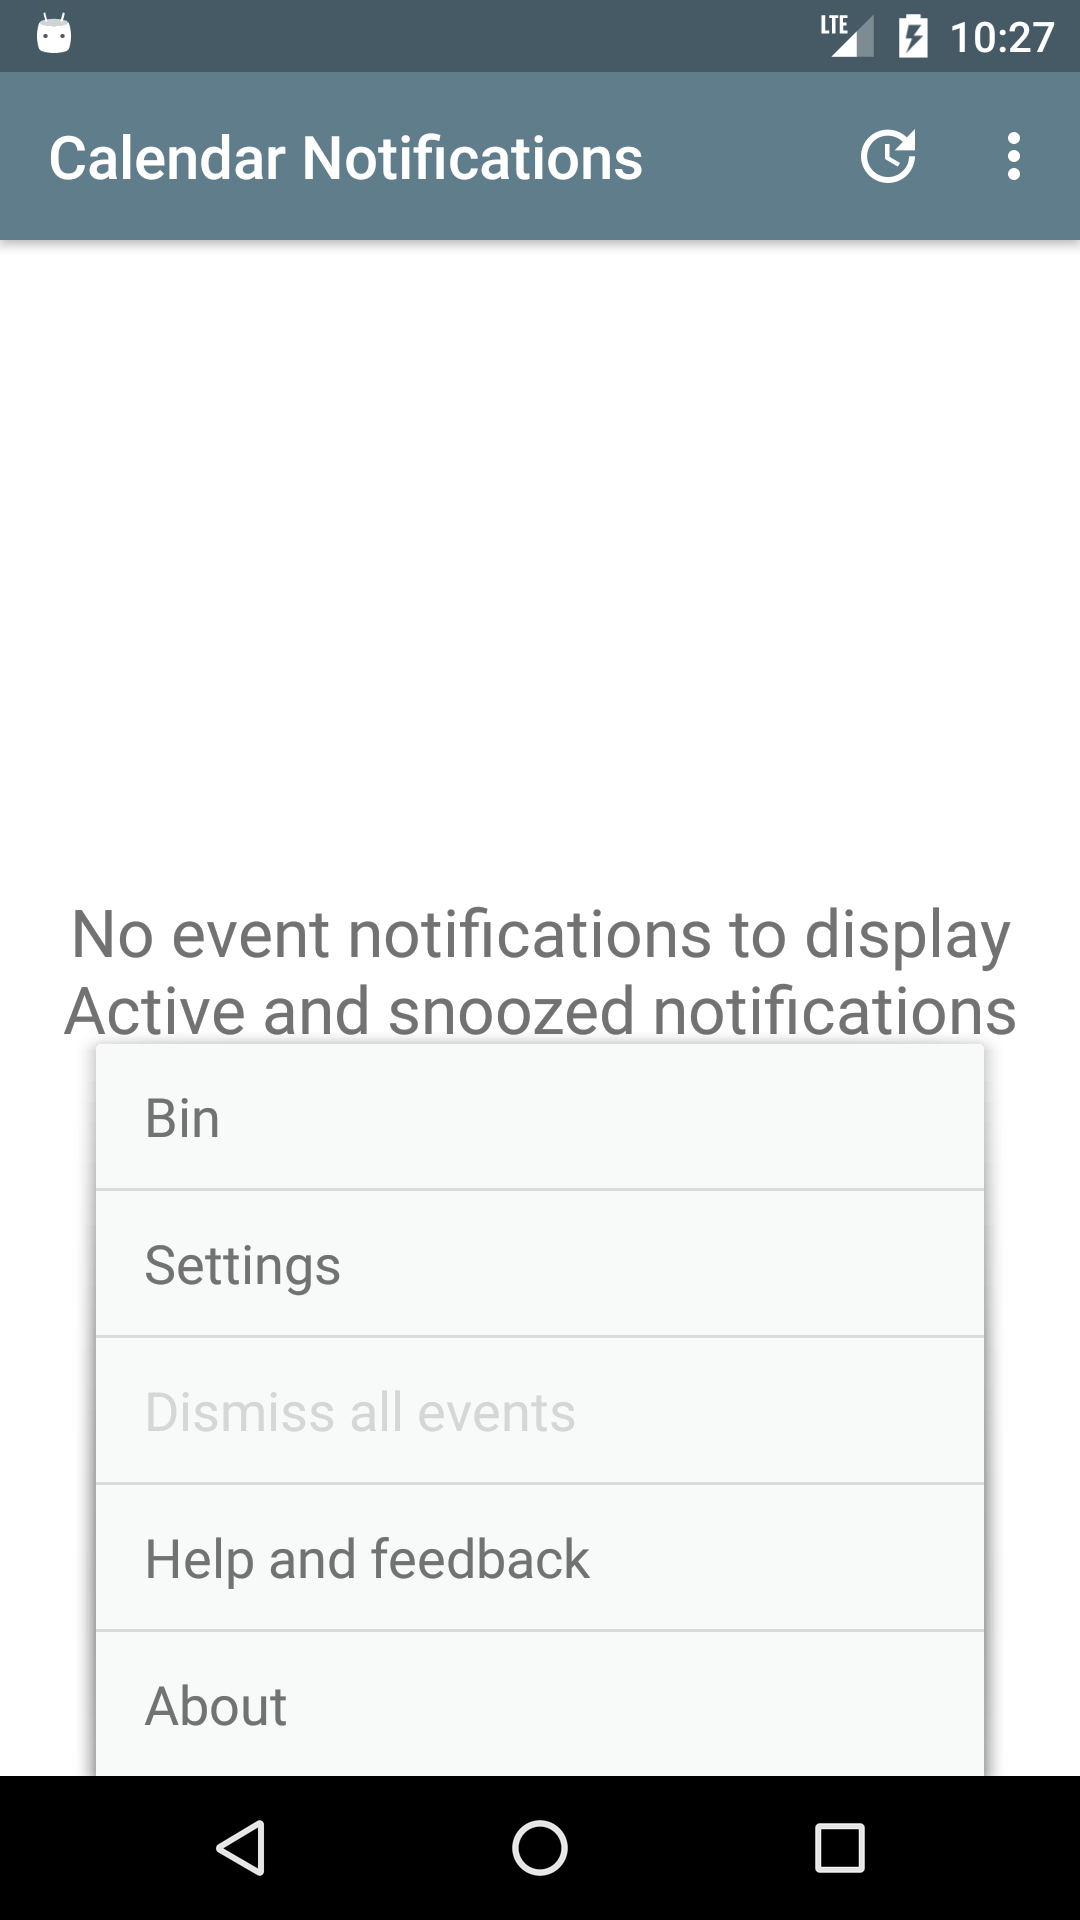 LTE 10:27
Calendar Notifications
No event notifications to display
Active and snoozed notifications
Bin
Settings
Dismiss all events
Help and feedback
About